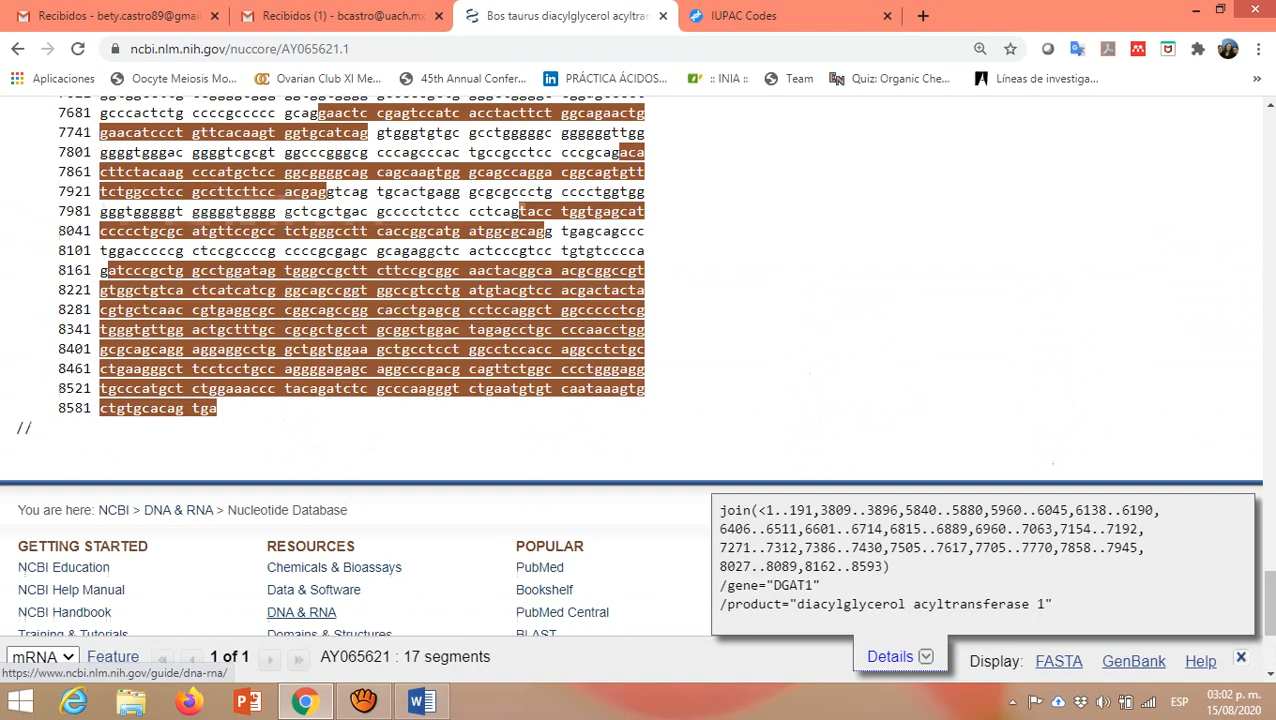 Recibidos - bety.castro89@gmai
Recibidos (1) - bcastro@uach.mx
Bos taurus diacylglycerol acyltran
IUPAC Codes
ncbi.nlm.nih.gov/nuccore/AY065621.1
Aplicaciones
Oocyte Meiosis Mo...
Ovarian Club XI Me...
45th Annual Confer...
PRÁCTICA ÁCIDOS...
:: INIA ::
Team
Quiz: Organic Che...
Líneas de investiga...
»
7681 gcccactctg ccccgccccc gcaggaactc cgagtccatc acctacttct ggcagaactg
7741 gaacatccct gttcacaagt ggtgcatcag gtgggtgtgc gcctgggggc ggggggttgg
7801 ggggtgggac ggggtcgcgt ggcccgggcg cccagcccac tgccgcctcc cccgcagaca
7861 cttctacaag cccatgctcc ggcggggcag cagcaagtgg gcagccagga cggcagtgtt
7921 tctggcctcc gccttcttcc acgaggtcag tgcactgagg gcgcgccctg cccctggtgg
7981 gggtgggggt gggggtgggg gctcgctgac gcccctctcc ccctcagtacc tggtgagcat
8041 ccccctgcgc atgttccgcc tctgggcctt caccggcatg atggcgcagg tgagcagccc
8101 tggacccccg ctccgccccg ccccgcgagc gcagaggctc actcccgtcc tgtgtcccca
8161 gatcccgctg gcctggatag tgggccgctt cttccgcggc aactacggca acgcggccgt
8221 gtggctgtca ctcatcatcg ggcagccggt ggccgtcctg atgtacgtcc acgactacta
8281 cgtgctcaac cgtgaggcgc cggcagccgg cacctgagcg cctccaggct ggccccctcg
8341 tgggtgttgg actgctttgc cgcgctgcct gcggctggac tagagcctgc cccaacctgg
8401 gcgcagcagg aggaggcctg gctggtggaa gctgcctcct ggcctccacc aggcctctgc
8461 ctgaagggct tcctcctgcc aggggagagc aggcccgacg cagttctggc ccctgggagg
8521 tgcccatgct ctggaaaccc tacagatctc gcccaagggt ctgaatgtgt caataaagtg
8581 ctgtgcacag tga
//
You are here: NCBI > DNA & RNA > Nucleotide Database
GETTING STARTED
NCBI Education
NCBI Help Manual
NCBI Handbook
Training & Tutorials
RESOURCES
Chemicals & Bioassays
Data & Software
DNA & RNA
Domains & Structures
POPULAR
PubMed
Bookshelf
PubMed Central
BLAST
join(<1..191,3809..3896,5840..5880,5960..6045,6138..6190,
6406..6511,6601..6714,6815..6889,6960..7063,7154..7192,
7271..7312,7386..7430,7505..7617,7705..7770,7858..7945,
8027..8089,8162..8593)
/gene="DGAT1"
/product="diacylglycerol acyltransferase 1"
mRNA Feature 1 of 1 AY065621 : 17 segments
Details
Display: FASTA GenBank Help
https://www.ncbi.nlm.nih.gov/guide/dna-rna/
ESP
03:02 p. m.
15/08/2020